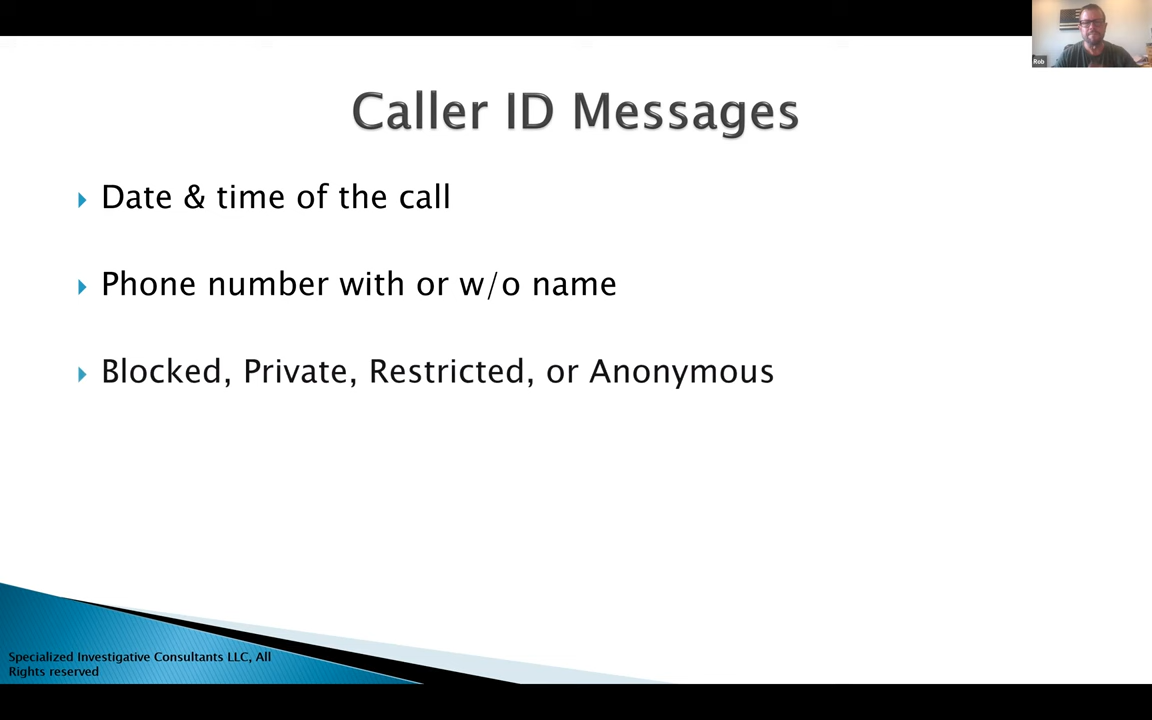 Rob
Caller ID Messages
Date & time of the call
Phone number with or w/o name
Blocked, Private, Restricted, or Anonymous
Specialized Investigative Consultants LLC, All
Rights reserved